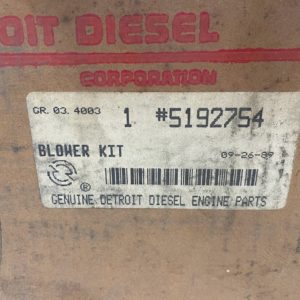 OIT DIESEL
CORPORATION
GR. 03. 4003 1 #5192754
BLOWER KIT 09-26-89
®
GENUINE DETROIT DIESEL ENGINE PARTS